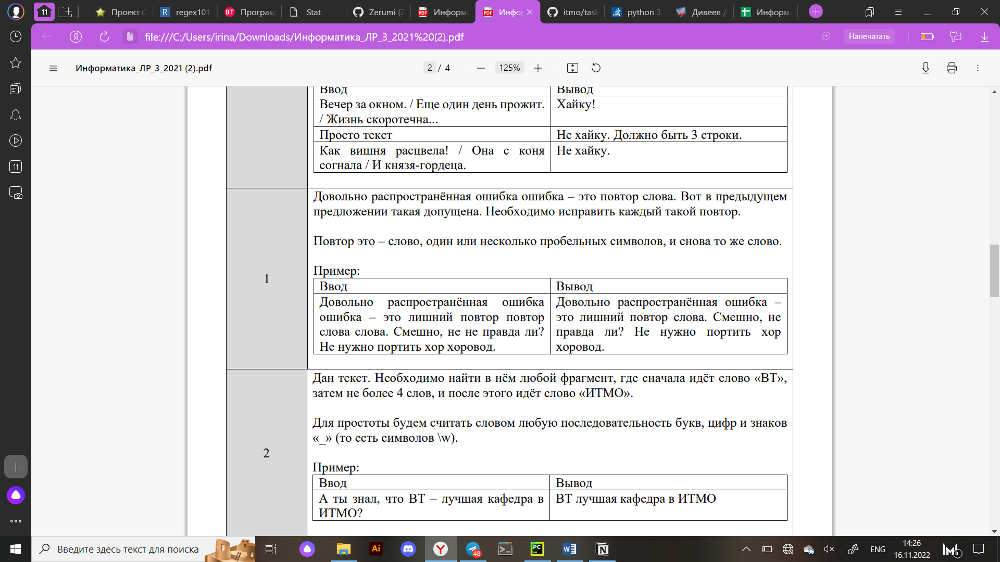 11
Проект С
regex101
Програм
Stat
Zerumi (Z
Информа
Инфор
itmo/task
python 3.
Дивеев Д
Информа
file:///C:/Users/irina/Downloads/Информатика_ЛР_3_2021%20(2).pdf
Напечатать
Информатика_ЛР_3_2021 (2).pdf
2 / 4
125%
Ввод
Вывод
Вечер за окном. / Еще один день прожит.
/ Жизнь скоротечна...
Хайку!
Просто текст
Не хайку. Должно быть 3 строки.
Как вишня расцвела! / Она с коня
согнала / И князя-гордеца.
Не хайку.
1
Довольно распространённая ошибка ошибка – это повтор слова. Вот в предыдущем
предложении такая допущена. Необходимо исправить каждый такой повтор.
Повтор это – слово, один или несколько пробельных символов, и снова то же слово.
Пример:
Ввод
Вывод
Довольно распространённая ошибка
ошибка – это лишний повтор повтор
слова слова. Смешно, не не правда ли?
Не нужно портить хор хоровод.
Довольно распространённая ошибка –
это лишний повтор слова. Смешно, не
правда ли? Не нужно портить хор
хоровод.
2
Дан текст. Необходимо найти в нём любой фрагмент, где сначала идёт слово «ВТ»,
затем не более 4 слов, и после этого идёт слово «ИТМО».
Для простоты будем считать словом любую последовательность букв, цифр и знаков
«_» (то есть символов \w).
Пример:
Ввод
Вывод
А ты знал, что ВТ – лучшая кафедра в
ИТМО?
ВТ лучшая кафедра в ИТМО
11
Введите здесь текст для поиска
Ai
48
PC
ENG
14:26
16.11.2022
3